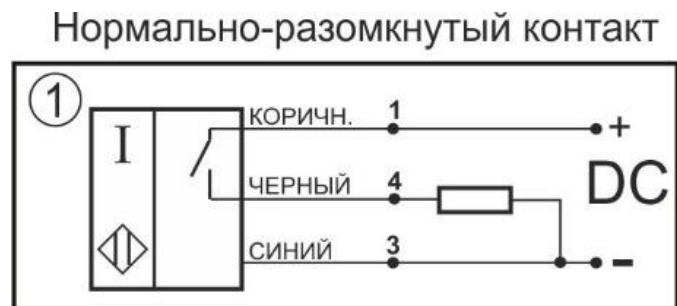 Нормально-разомкнутый контакт
1
КОРИЧН. 1 +
I
ЧЕРНЫЙ 4 DC
СИНИЙ 3 -